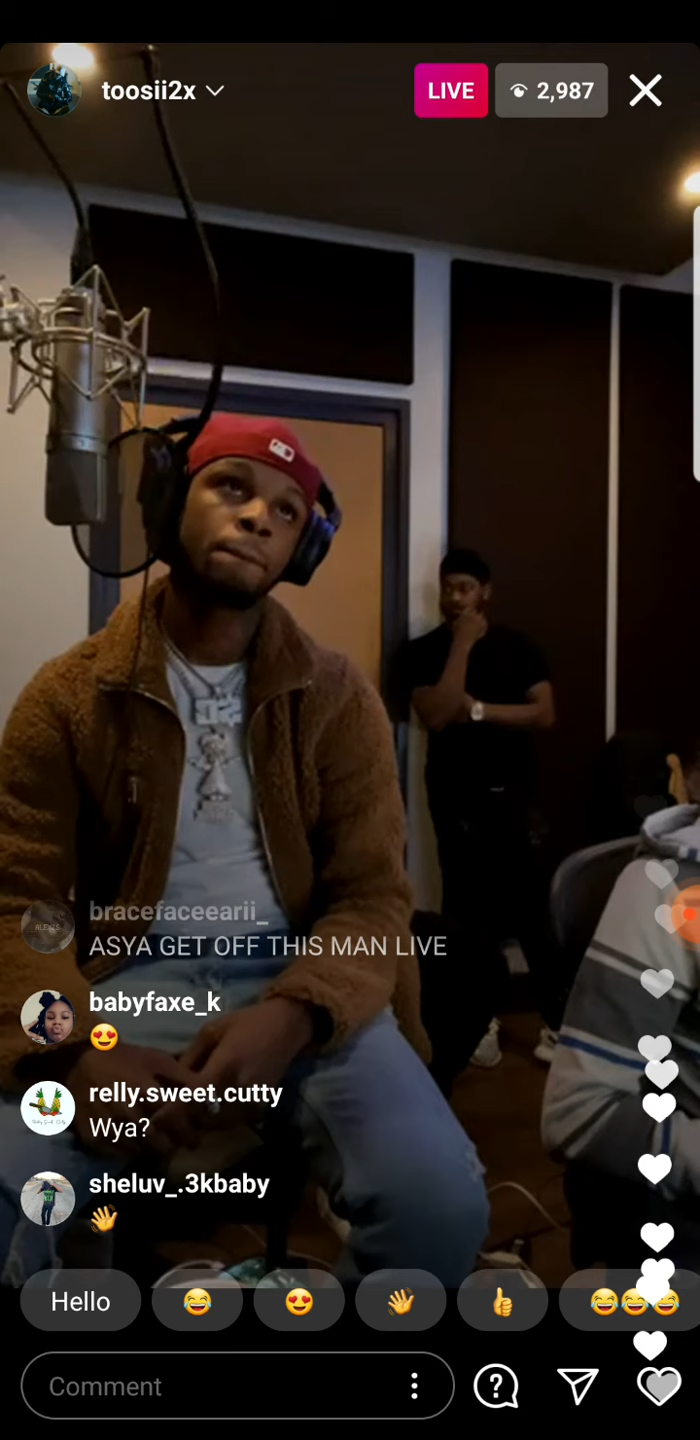 toosii2x
LIVE
2,987
bracefaceearii_
ASYA GET OFF THIS MAN LIVE
babyfaxe_k
😍
relly.sweet.cutty
Wya?
sheluv_.3kbaby
👋
Hello 😂 😍 👋 👍 😂😂😂
Comment